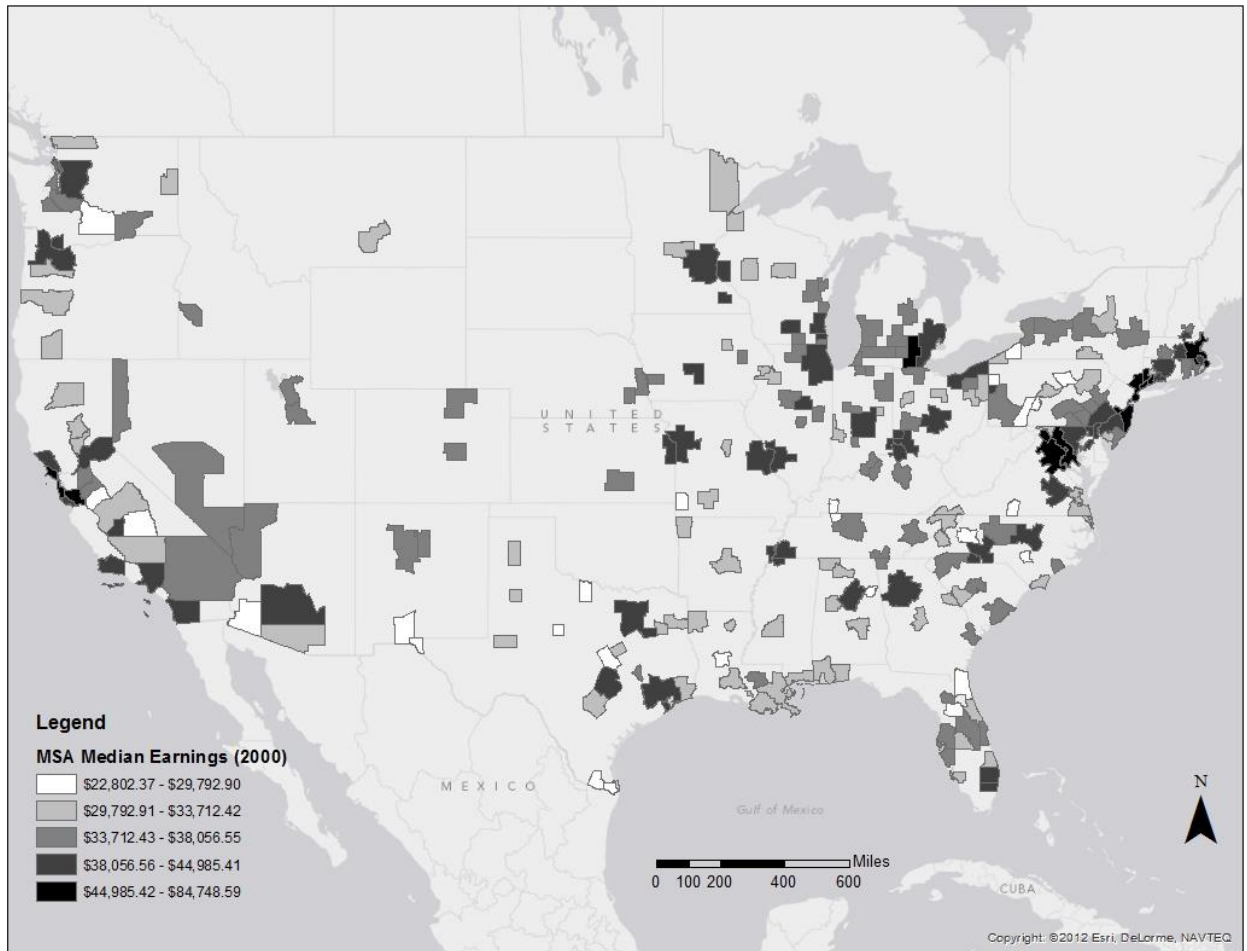 UNITED
STATES
MEXICO
Gulf of Mexico
CUBA
Legend
MSA Median Earnings (2000)
$22,802.37 - $29,792.90
$29,792.91 - $33,712.42
$33,712.43 - $38,056.55
$38,056.56 - $44,985.41
$44,985.42 - $84,748.59
N
Miles
0 100 200 400 600
Copyright: ©2012 Esri, DeLorme, NAVTEQ